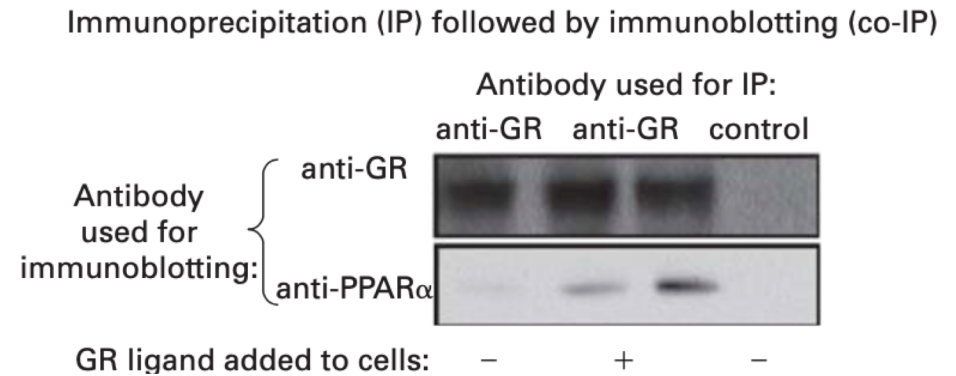 Immunoprecipitation (IP) followed by immunoblotting (co-IP)
Antibody used for IP:
anti-GR anti-GR control
Antibody used for immunoblotting:
anti-GR
anti-PPARα
GR ligand added to cells: − + −